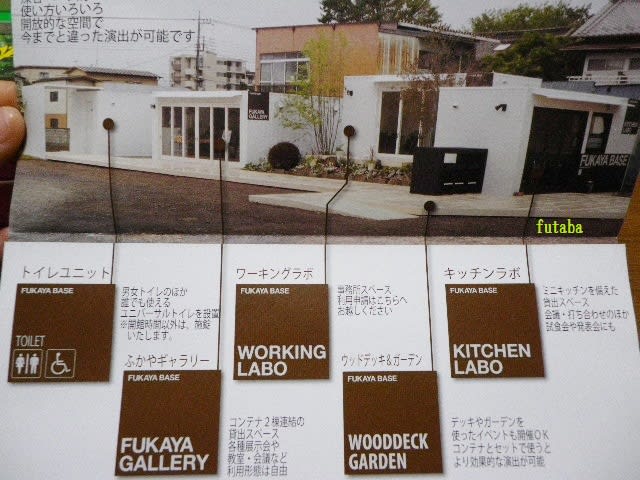 使い方いろいろ
開放的な空間で
今までと違った演出が可能です
FUKAYA
GALLERY
FUKAYA BASE
futaba
トイレユニット
FUKAYA BASE
TOILET
男女トイレのほか
誰でも使える
ユニバーサルトイレを設置
※開館時間以外は、施錠
いたします。
ふかやギャラリー
FUKAYA BASE
FUKAYA
GALLERY
コンテナ2棟連結の
貸出スペース
各種展示会や
教室・会議など
利用形態は自由
ワーキングラボ
FUKAYA BASE
WORKING
LABO
事務所スペース
利用申請はこちらへ
お越しください
ウッドデッキ&ガーデン
FUKAYA BASE
WOODDECK
GARDEN
デッキやガーデンを
使ったイベントも開催OK
コンテナとセットで使うと
より効果的な演出が可能
キッチンラボ
FUKAYA BASE
KITCHEN
LABO
ミニキッチンを備えた
貸出スペース
会議・打ち合わせのほか
試食会や発表会にも